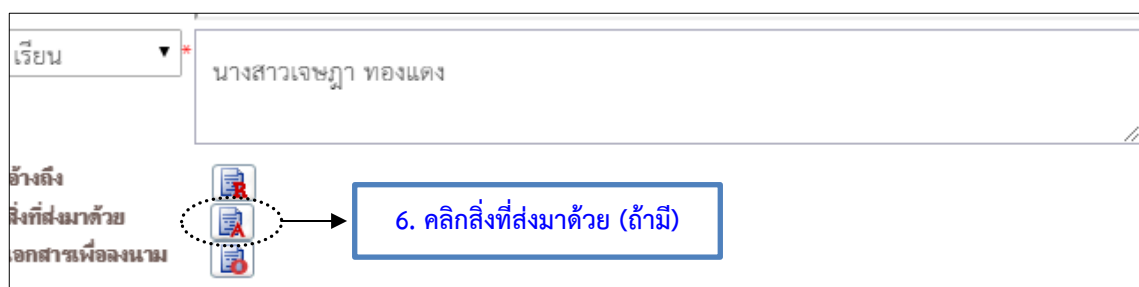 เรียน *
นางสาวเจษฎา ทองแดง
อ้างถึง R
สิ่งที่ส่งมาด้วย A 6. คลิกสิ่งที่ส่งมาด้วย (ถ้ามี)
เอกสารเพื่อลงนาม O